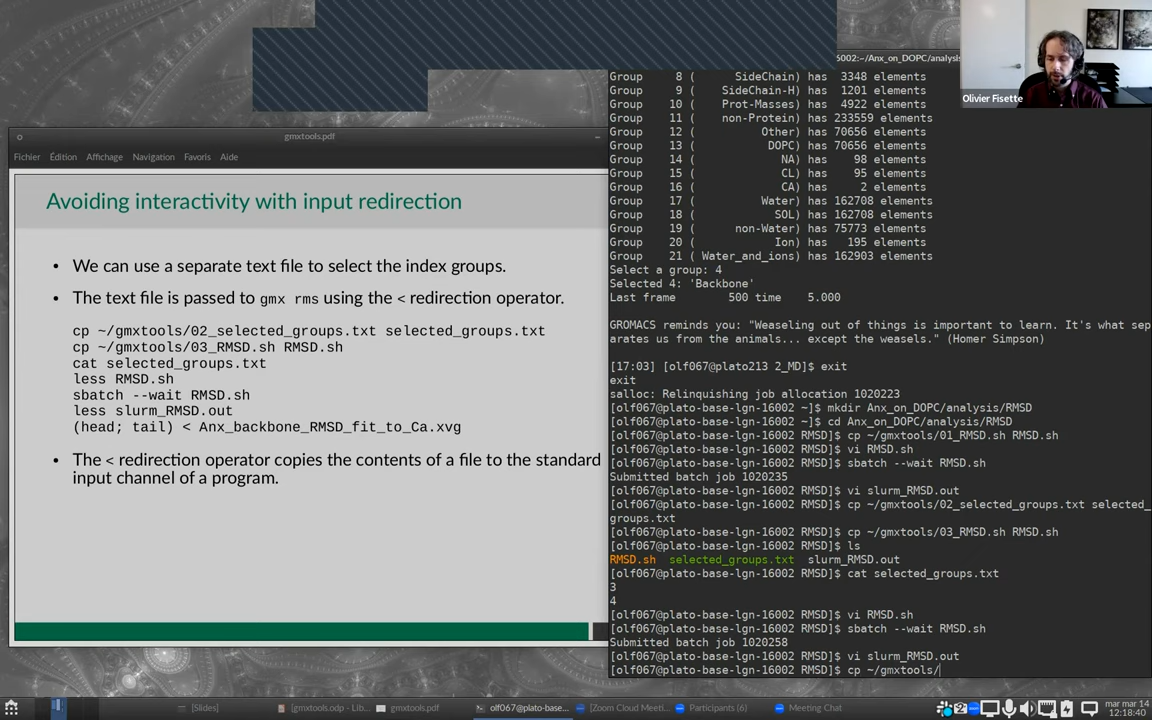 gmxtools.pdf
Fichier Édition Affichage Navigation Favoris Aide
Avoiding interactivity with input redirection
• We can use a separate text file to select the index groups.
• The text file is passed to gmx rms using the < redirection operator.
cp ~/gmxtools/02_selected_groups.txt selected_groups.txt
cp ~/gmxtools/03_RMSD.sh RMSD.sh
cat selected_groups.txt
less RMSD.sh
sbatch --wait RMSD.sh
less slurm_RMSD.out
(head; tail) < Anx_backbone_RMSD_fit_to_Ca.xvg
• The < redirection operator copies the contents of a file to the standard
input channel of a program.
6002:~/Anx_on_DOPC/analysis
Group 8 ( SideChain) has 3348 elements
Group 9 ( SideChain-H) has 1201 elements
Group 10 ( Prot-Masses) has 4922 elements
Group 11 ( non-Protein) has 233559 elements
Group 12 ( Other) has 70656 elements
Group 13 ( DOPC) has 70656 elements
Group 14 ( NA) has 98 elements
Group 15 ( CL) has 95 elements
Group 16 ( CA) has 2 elements
Group 17 ( Water) has 162708 elements
Group 18 ( SOL) has 162708 elements
Group 19 ( non-Water) has 75773 elements
Group 20 ( Ion) has 195 elements
Group 21 ( Water_and_ions) has 162903 elements
Select a group: 4
Selected 4: 'Backbone'
Last frame 500 time 5.000
GROMACS reminds you: "Weaseling out of things is important to learn. It's what sep
arates us from the animals... except the weasels." (Homer Simpson)
[17:03] [olf067@plato213 2_MD]$ exit
exit
salloc: Relinquishing job allocation 1020223
[olf067@plato-base-lgn-16002 ~]$ mkdir Anx_on_DOPC/analysis/RMSD
[olf067@plato-base-lgn-16002 ~]$ cd Anx_on_DOPC/analysis/RMSD
[olf067@plato-base-lgn-16002 RMSD]$ cp ~/gmxtools/01_RMSD.sh RMSD.sh
[olf067@plato-base-lgn-16002 RMSD]$ vi RMSD.sh
[olf067@plato-base-lgn-16002 RMSD]$ sbatch --wait RMSD.sh
Submitted batch job 1020235
[olf067@plato-base-lgn-16002 RMSD]$ vi slurm_RMSD.out
[olf067@plato-base-lgn-16002 RMSD]$ cp ~/gmxtools/02_selected_groups.txt selected_
groups.txt
[olf067@plato-base-lgn-16002 RMSD]$ cp ~/gmxtools/03_RMSD.sh RMSD.sh
[olf067@plato-base-lgn-16002 RMSD]$ ls
RMSD.sh selected_groups.txt slurm_RMSD.out
[olf067@plato-base-lgn-16002 RMSD]$ cat selected_groups.txt
3
4
[olf067@plato-base-lgn-16002 RMSD]$ vi RMSD.sh
[olf067@plato-base-lgn-16002 RMSD]$ sbatch --wait RMSD.sh
Submitted batch job 1020258
[olf067@plato-base-lgn-16002 RMSD]$ vi slurm_RMSD.out
[olf067@plato-base-lgn-16002 RMSD]$ cp ~/gmxtools/
Olivier Fisette
[Slides] [gmxtools.odp - Lib... gmxtools.pdf olf067@plato-base... [Zoom Cloud Meeti... Participants (6) Meeting Chat
2
mar mar 14
12:18:40